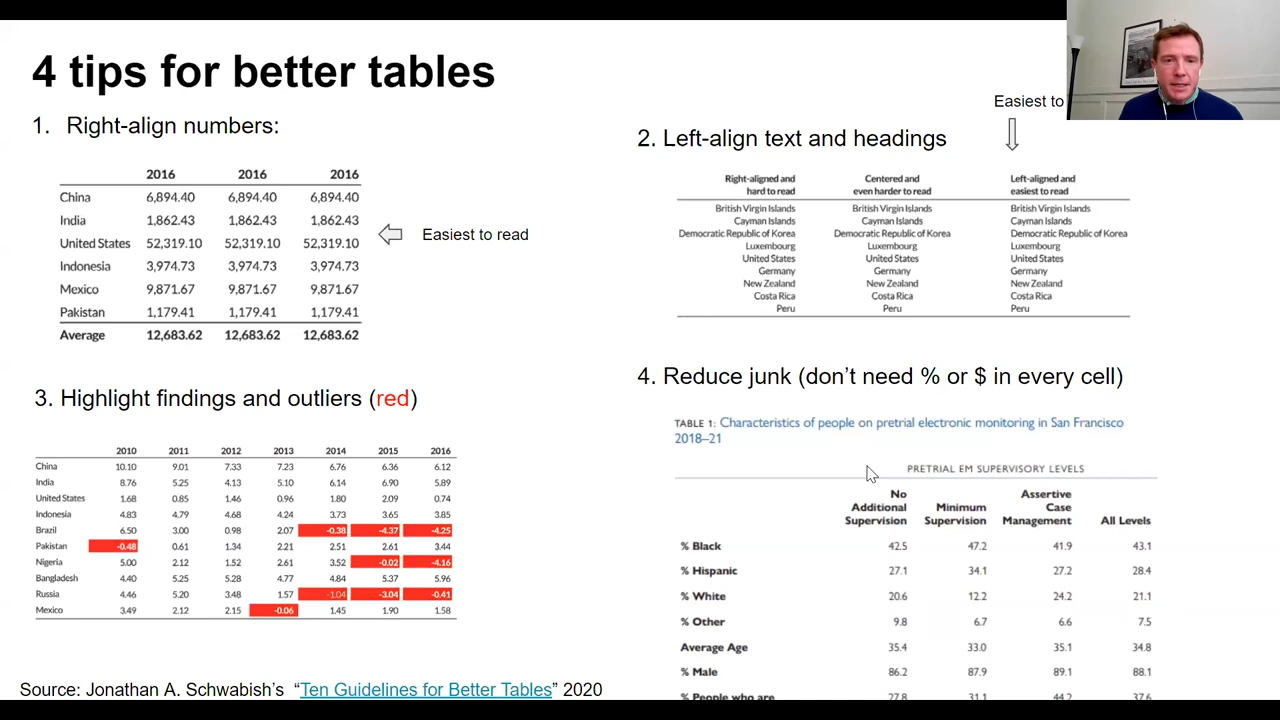 4 tips for better tables
1. Right-align numbers:
2016 2016 2016
China 6,894.40 6,894.40 6,894.40
India 1,862.43 1,862.43 1,862.43
United States 52,319.10 52,319.10 52,319.10
Indonesia 3,974.73 3,974.73 3,974.73
Mexico 9,871.67 9,871.67 9,871.67
Pakistan 1,179.41 1,179.41 1,179.41
Average 12,683.62 12,683.62 12,683.62
Easiest to read
Easiest to
2. Left-align text and headings
Right-aligned and Centered and Left-aligned and
hard to read even harder to read easiest to read
British Virgin Islands British Virgin Islands British Virgin Islands
Cayman Islands Cayman Islands Cayman Islands
Democratic Republic of Korea Democratic Republic of Korea Democratic Republic of Korea
Luxembourg Luxembourg Luxembourg
United States United States United States
Germany Germany Germany
New Zealand New Zealand New Zealand
Costa Rica Costa Rica Costa Rica
Peru Peru Peru
3. Highlight findings and outliers (red)
2010 2011 2012 2013 2014 2015 2016
China 10.10 9.01 7.33 7.23 6.76 6.36 6.12
India 8.76 5.25 4.13 5.10 6.14 6.90 5.89
United States 1.68 0.85 1.46 0.96 1.80 2.09 0.74
Indonesia 4.83 4.79 4.68 4.24 3.73 3.65 3.85
Brazil 6.50 3.00 0.98 2.07 -0.38 -4.37 -4.25
Pakistan -0.48 0.61 1.34 2.21 2.51 2.61 3.44
Nigeria 5.00 2.12 1.52 2.61 3.52 -0.02 -4.16
Bangladesh 4.40 5.25 5.28 4.77 4.84 5.37 5.96
Russia 4.46 5.20 3.48 1.57 -1.04 -3.04 -0.41
Mexico 3.49 2.12 2.15 -0.06 1.45 1.90 1.58
4. Reduce junk (don't need % or $ in every cell)
TABLE 1: Characteristics of people on pretrial electronic monitoring in San Francisco
2018–21
PRETRIAL EM SUPERVISORY LEVELS
No Assertive
Additional Minimum Case
Supervision Supervision Management All Levels
% Black 42.5 47.2 41.9 43.1
% Hispanic 27.1 34.1 27.2 28.4
% White 20.6 12.2 24.2 21.1
% Other 9.8 6.7 6.6 7.5
Average Age 35.4 33.0 35.1 34.8
% Male 86.2 87.9 89.1 88.1
% People who are 27.8 31.1 44.2 37.6
Source: Jonathan A. Schwabish's “Ten Guidelines for Better Tables” 2020